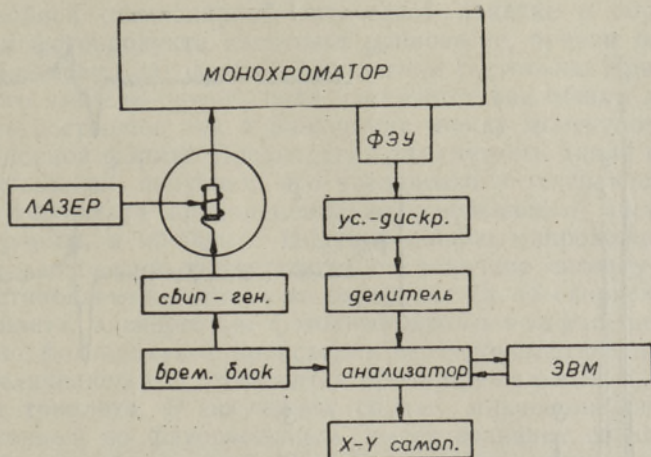 МОНОХРОМАТОР
ФЭУ
ЛАЗЕР
ус.-дискр.
свип-ген.
делитель
врем. блок
анализатор
ЭВМ
X-Y самоп.